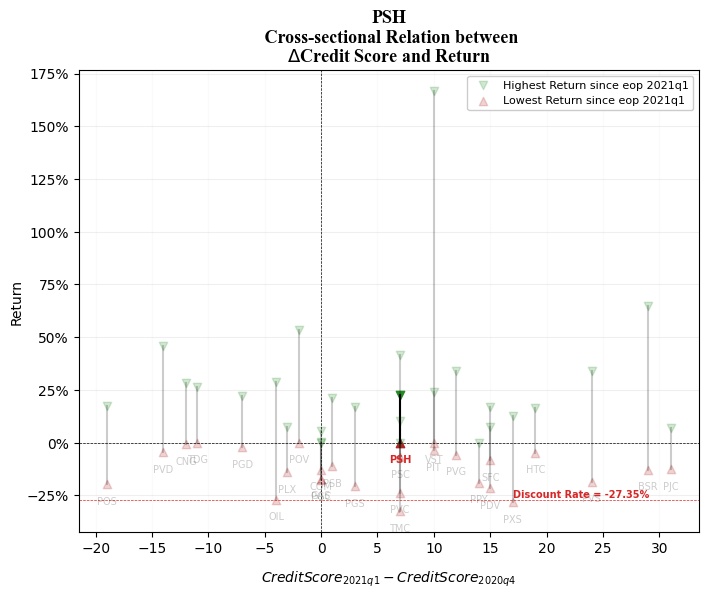 PSH
Cross-sectional Relation between
ΔCredit Score and Return
Highest Return since eop 2021q1
Lowest Return since eop 2021q1
175%
150%
125%
100%
75%
50%
25%
0%
−25%
Return
POS
PVD
CNG
TDG
PGD
OIL
PLX
POV
PGS
PSH
PSC
PVC
TMC
VST
PIT
PVG
SFC
PDV
PXS
HTC
BSR
PJC
Discount Rate = -27.35%
−20
−15
−10
−5
0
5
10
15
20
25
30
CreditScore2021q1 − CreditScore2020q4